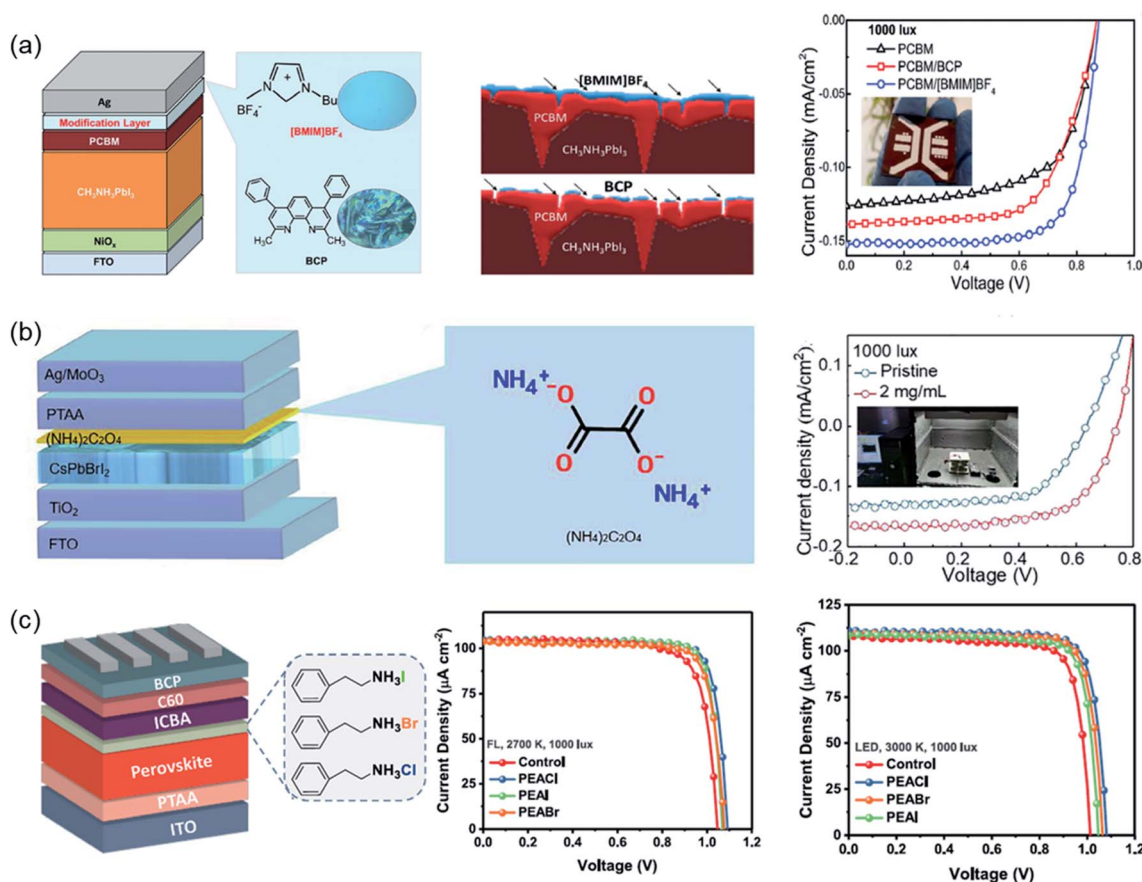 (a)
Ag
Modification Layer
PCBM
CH₃NH₃PbI₃
NiOₓ
FTO
+
BF₄⁻
Bu
[BMIM]BF₄
H₃C
CH₃
BCP
[BMIM]BF₄
PCBM
CH₃NH₃PbI₃
BCP
PCBM
CH₃NH₃PbI₃
1000 lux
PCBM
PCBM/BCP
PCBM/[BMIM]BF₄
Current Density (mA/cm²)
0.00
-0.05
-0.10
-0.15
0.0 0.2 0.4 0.6 0.8 1.0
Voltage (V)
(b)
Ag/MoO₃
PTAA
(NH₄)₂C₂O₄
CsPbBrI₂
TiO₂
FTO
NH₄⁺
⁻O
O
O
O⁻
NH₄⁺
(NH₄)₂C₂O₄
1000 lux
Pristine
2 mg/mL
Current density (mA/cm²)
0.1
0.0
-0.1
-0.2
-0.2 0.0 0.2 0.4 0.6 0.8
Voltage (V)
(c)
BCP
C60
ICBA
Perovskite
PTAA
ITO
NH₃I
NH₃Br
NH₃Cl
Current Density (μA cm⁻²)
100
75
50
25
0
FL, 2700 K, 1000 lux
Control
PEACl
PEAI
PEABr
0.0 0.2 0.4 0.6 0.8 1.0 1.2
Voltage (V)
Current Density (μA cm⁻²)
125
100
75
50
25
0
LED, 3000 K, 1000 lux
Control
PEACl
PEABr
PEAI
0.0 0.2 0.4 0.6 0.8 1.0 1.2
Voltage (V)